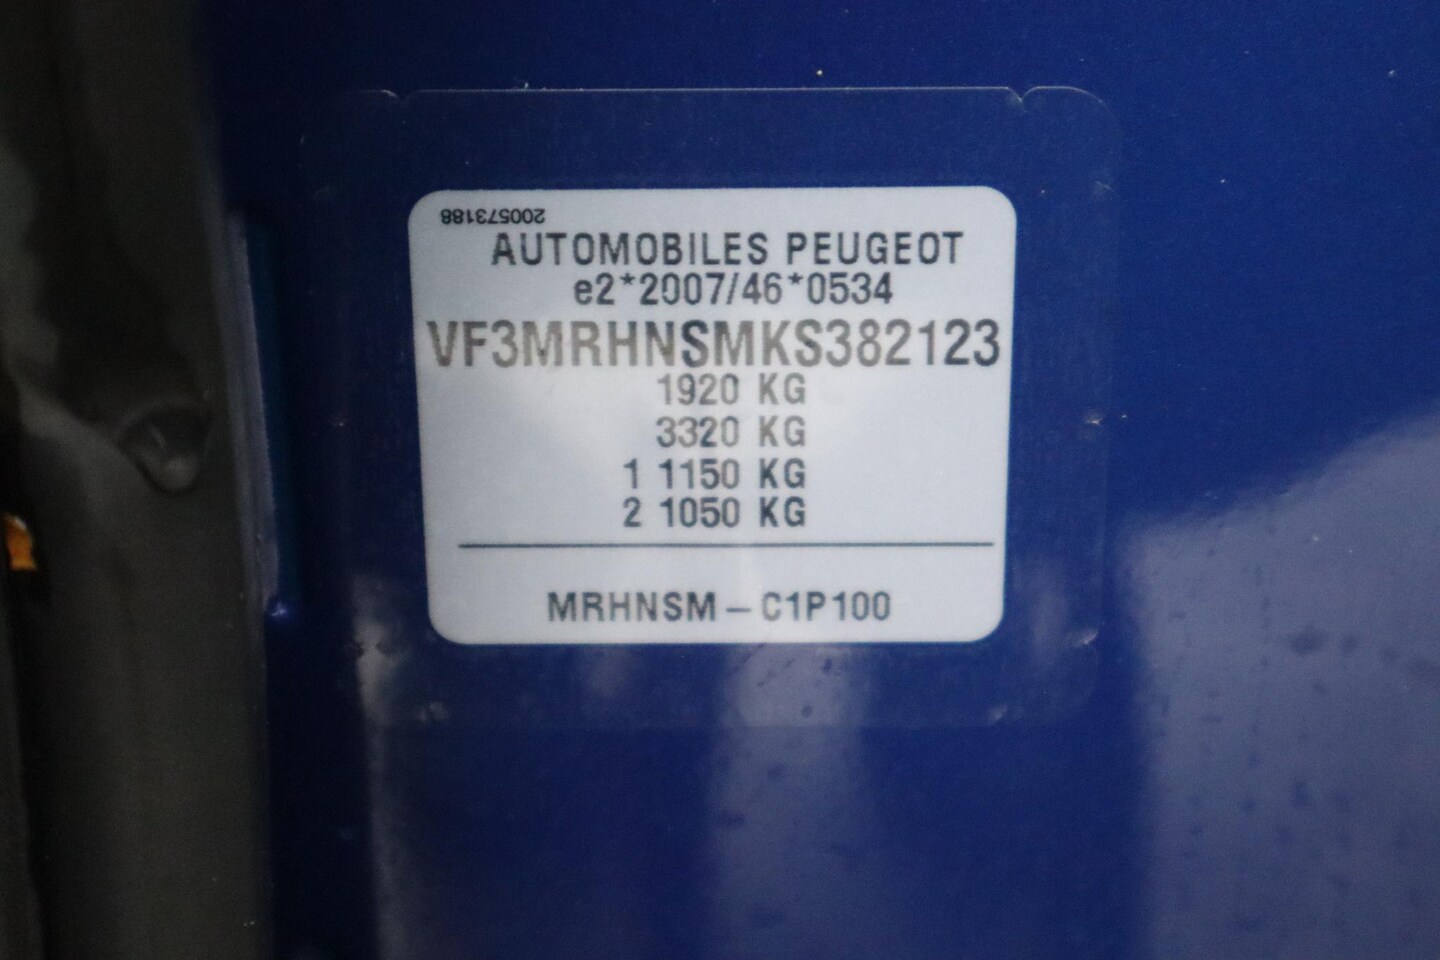 200573188
AUTOMOBILES PEUGEOT
e2*2007/46*0534
VF3MRHNSMKS382123
1920 KG
3320 KG
1 1150 KG
2 1050 KG
MRHNSM – C1P100